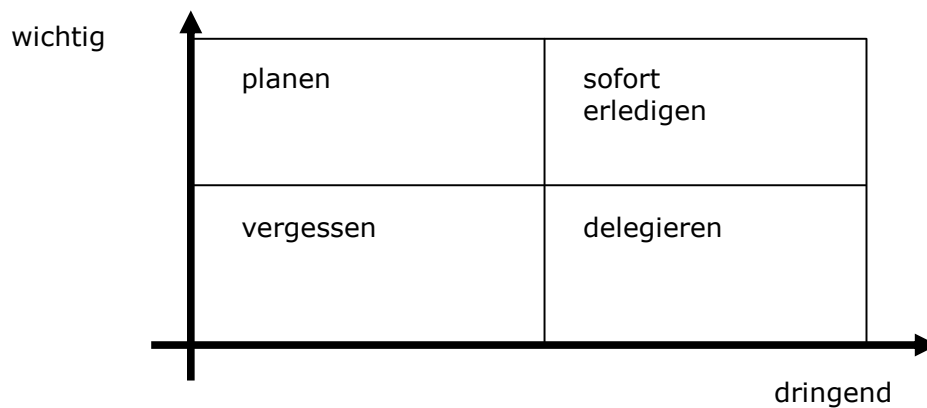 wichtig
planen
sofort
erledigen
vergessen
delegieren
dringend